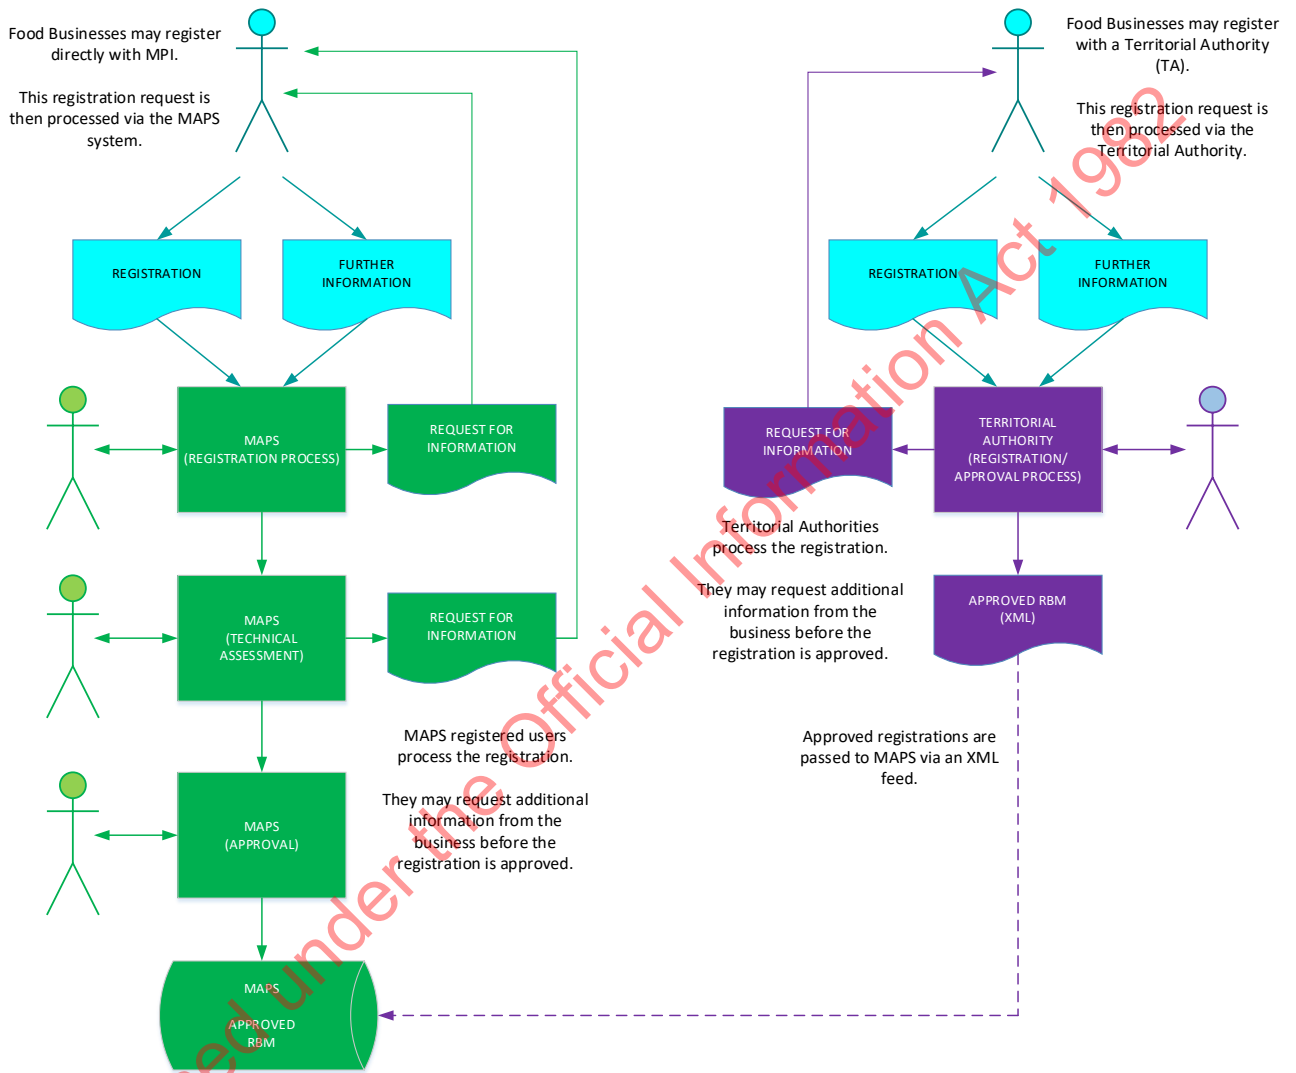 Food Businesses may register
directly with MPI.
This registration request is
then processed via the MAPS
system.
Food Businesses may register
with a Territorial Authority
(TA).
This registration request is
then processed via the
Territorial Authority.
REGISTRATION
FURTHER
INFORMATION
REGISTRATION
FURTHER
INFORMATION
MAPS
(REGISTRATION PROCESS)
REQUEST FOR
INFORMATION
REQUEST FOR
INFORMATION
TERRITORIAL
AUTHORITY
(REGISTRATION/
APPROVAL PROCESS)
Territorial Authorities
process the registration.
They may request additional
information from the
business before the
registration is approved.
MAPS
(TECHNICAL
ASSESSMENT)
REQUEST FOR
INFORMATION
APPROVED RBM
(XML)
MAPS registered users
process the registration.
They may request additional
information from the
business before the
registration is approved.
Approved registrations are
passed to MAPS via an XML
feed.
MAPS
(APPROVAL)
MAPS
APPROVED
RBM
under the Official Information Act 1982